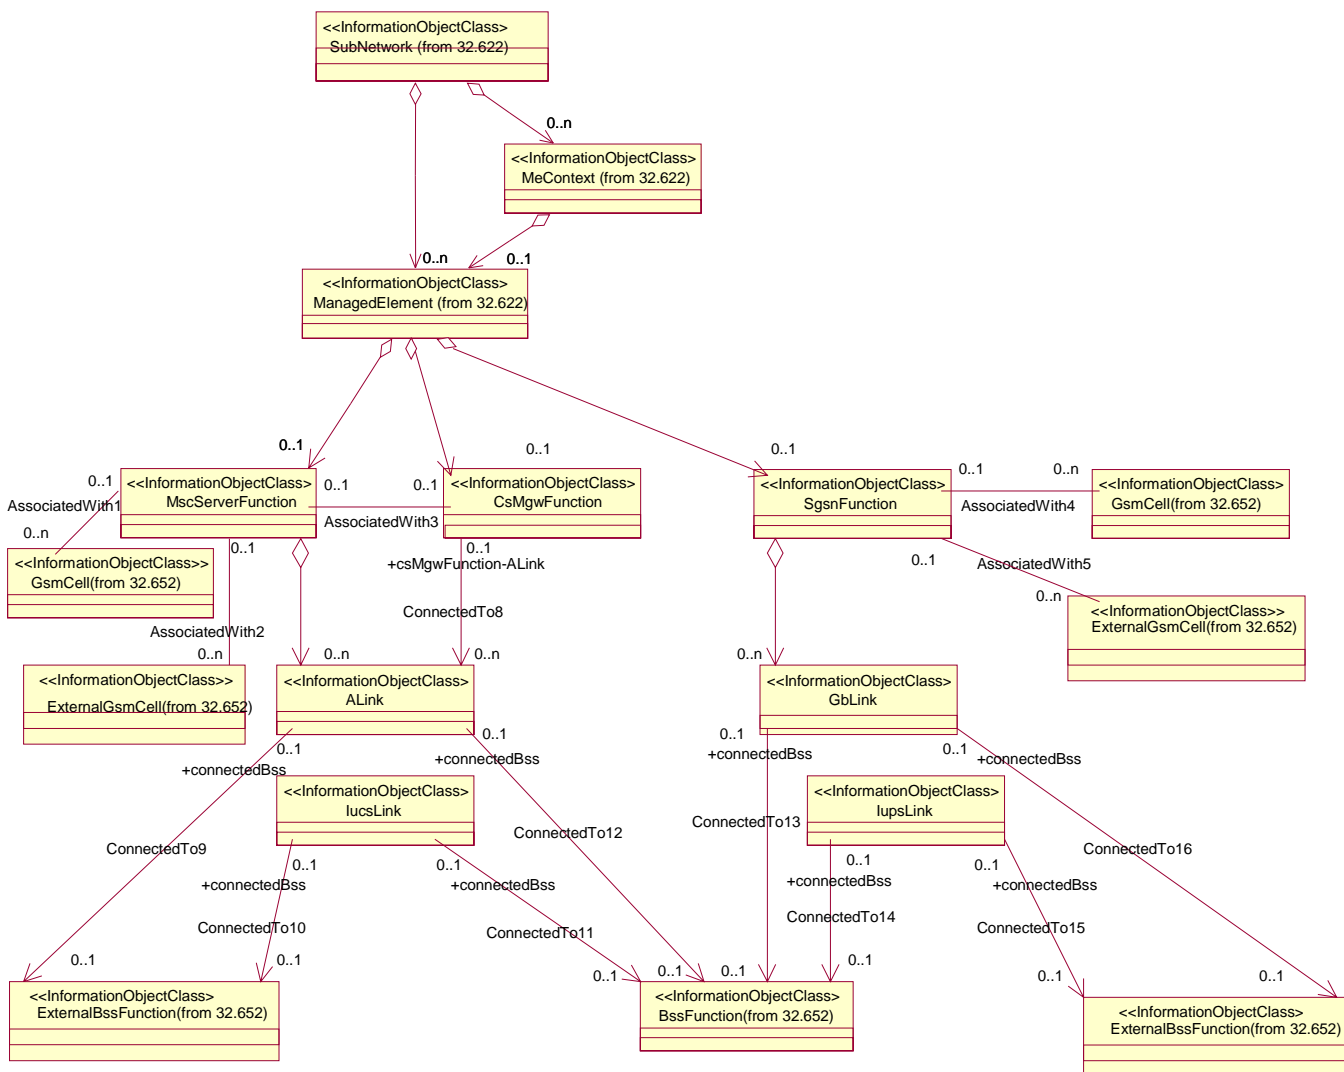 <<InformationObjectClass>
SubNetwork (from 32.622)
0..n
<<InformationObjectClass>
MeContext (from 32.622)
0..n
0..1
<<InformationObjectClass>
ManagedElement (from 32.622)
0..1
0..1
0..1
<<InformationObjectClass>
MscServerFunction
<<InformationObjectClass>
CsMgwFunction
<<InformationObjectClass>
SgsnFunction
<<InformationObjectClass>
GsmCell(from 32.652)
0..1
AssociatedWith1
0..n
0..1
0..1
AssociatedWith3
0..1
0..n
AssociatedWith4
<<InformationObjectClass>>
GsmCell(from 32.652)
0..1
AssociatedWith2
0..n
0..1
+csMgwFunction-ALink
ConnectedTo8
0..n
0..n
0..1
AssociatedWith5
0..n
<<InformationObjectClass>>
ExternalGsmCell(from 32.652)
0..n
<<InformationObjectClass>>
ExternalGsmCell(from 32.652)
<<InformationObjectClass>
ALink
<<InformationObjectClass>
GbLink
0..1
+connectedBss
0..1
+connectedBss
0..1
+connectedBss
0..1
+connectedBss
<<InformationObjectClass>
IucsLink
<<InformationObjectClass>
IupsLink
ConnectedTo9
ConnectedTo12
ConnectedTo13
ConnectedTo16
0..1
+connectedBss
0..1
+connectedBss
0..1
+connectedBss
0..1
+connectedBss
ConnectedTo10
ConnectedTo11
ConnectedTo14
ConnectedTo15
0..1
0..1
0..1
0..1
0..1
0..1
0..1
0..1
<<InformationObjectClass>
ExternalBssFunction(from 32.652)
<<InformationObjectClass>
BssFunction(from 32.652)
<<InformationObjectClass>
ExternalBssFunction(from 32.652)